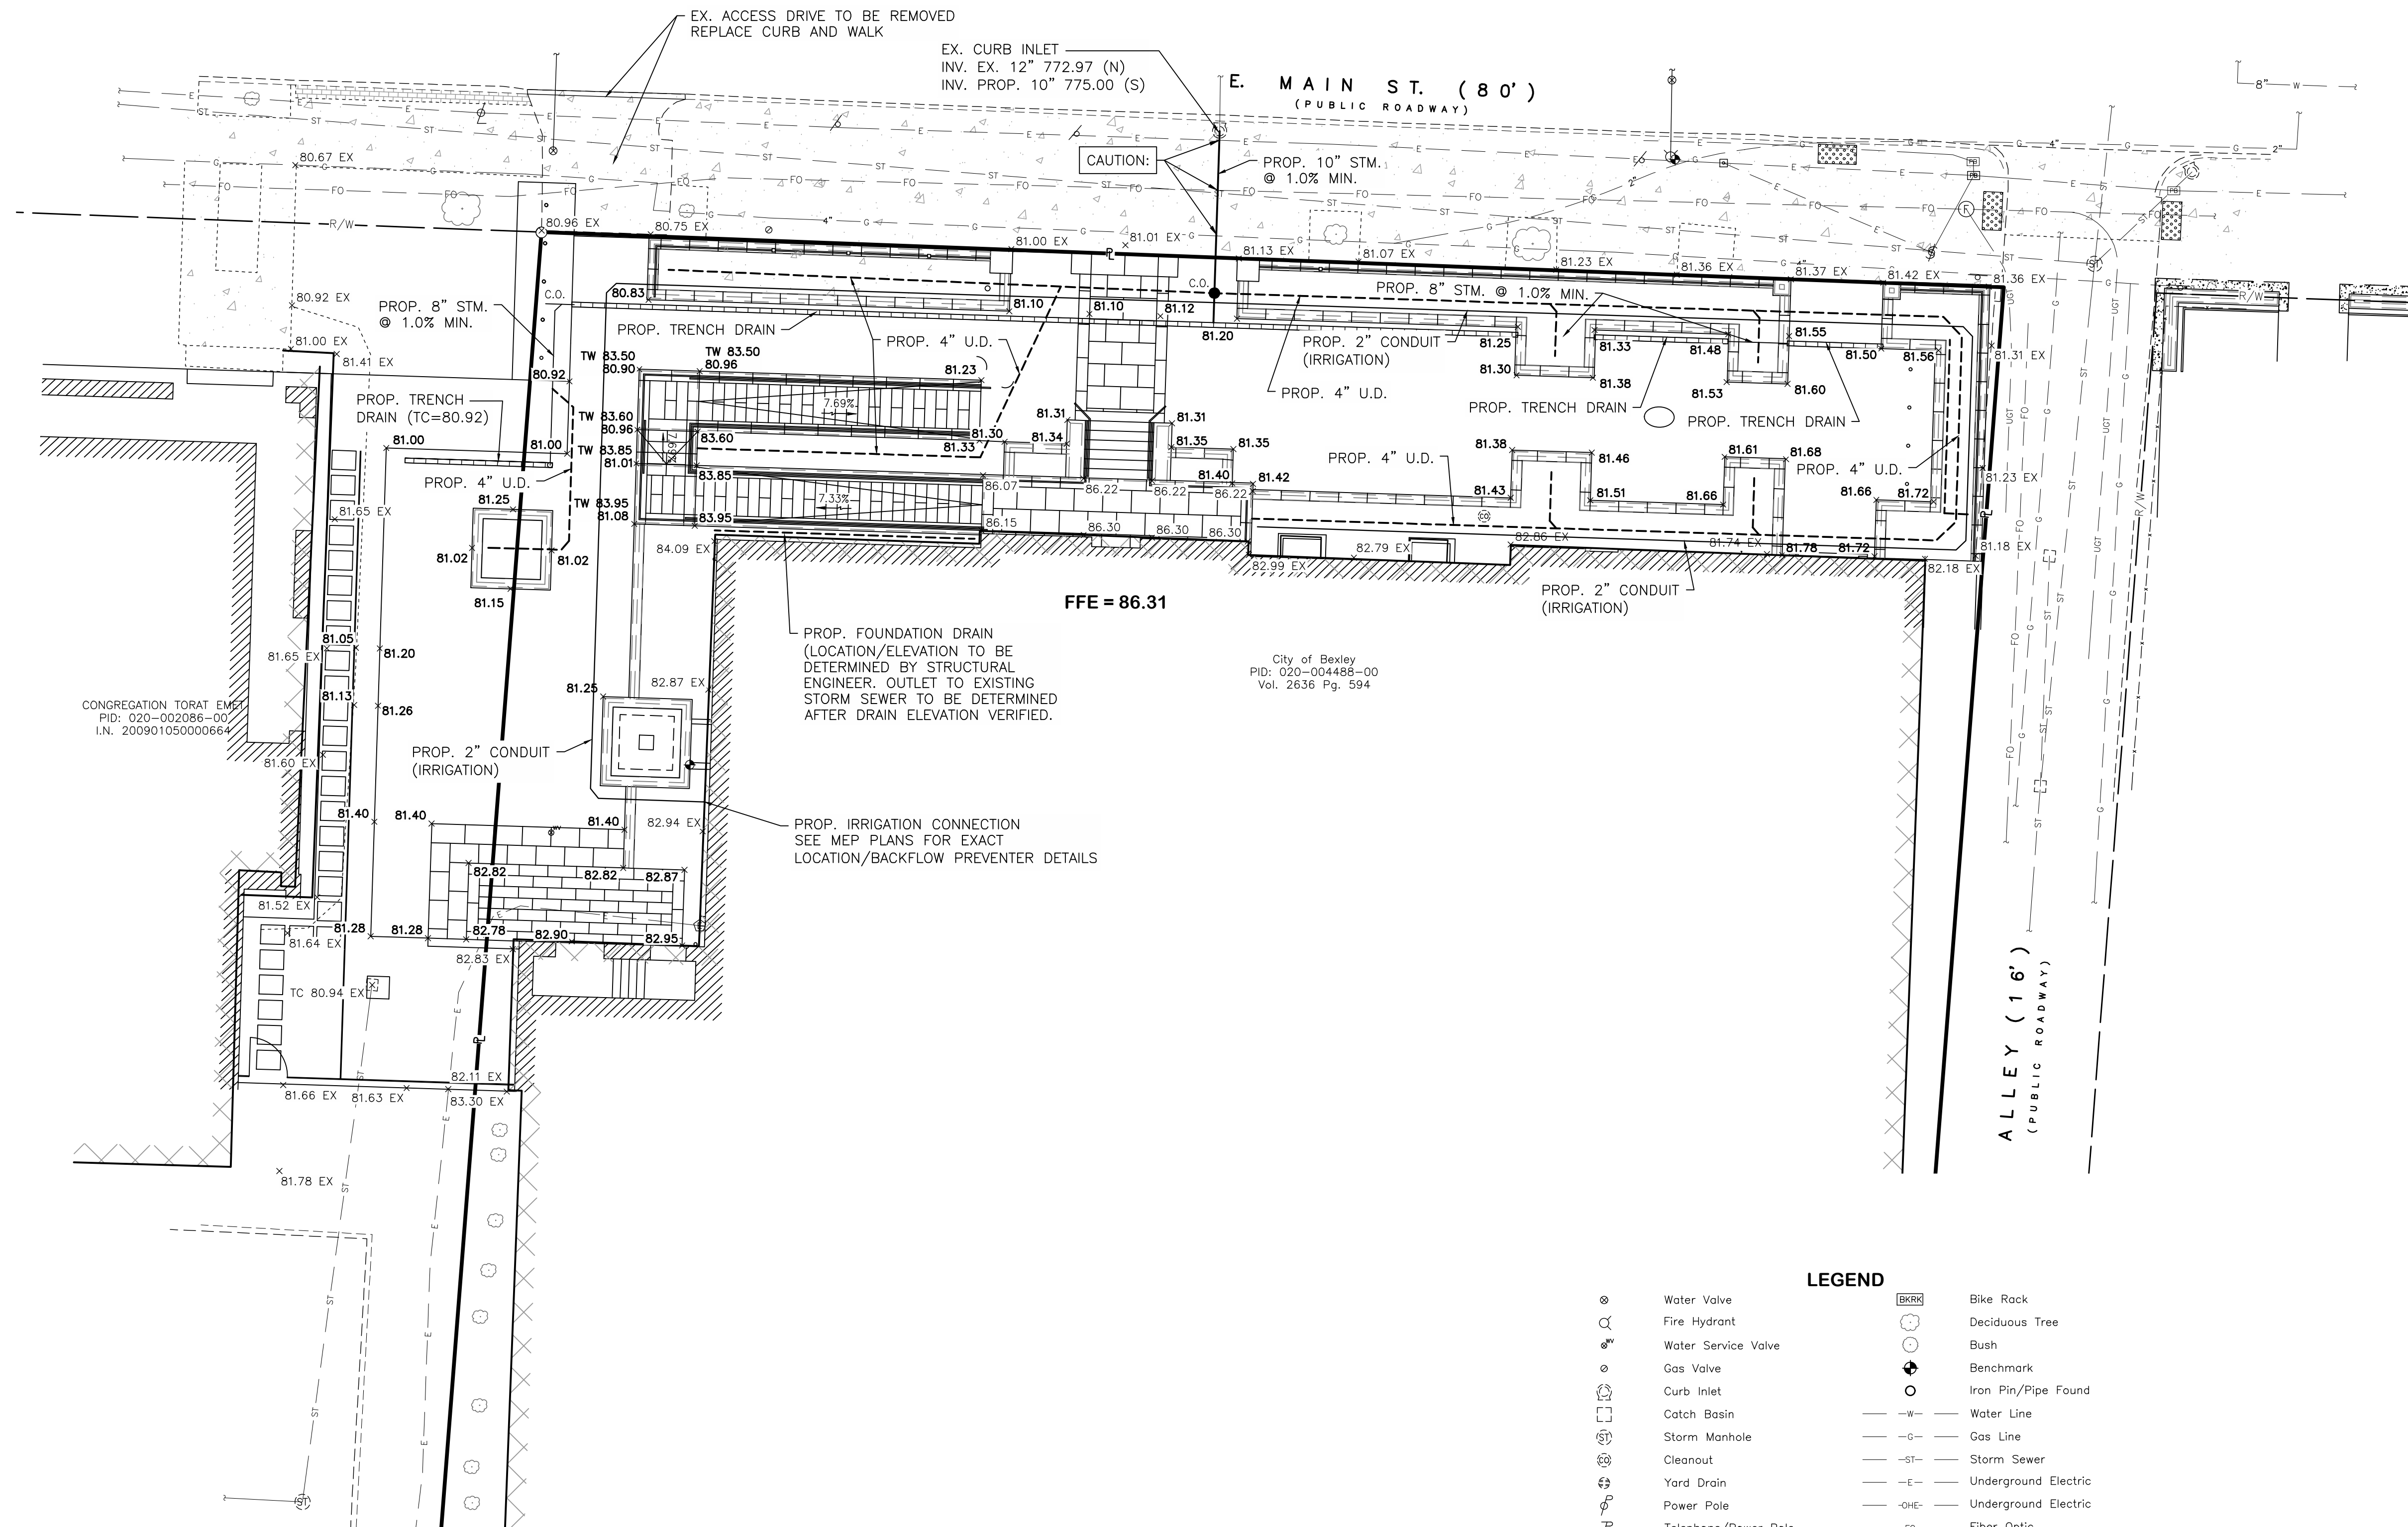 EX. ACCESS DRIVE TO BE REMOVED
REPLACE CURB AND WALK
EX. CURB INLET
INV. EX. 12" 772.97 (N)
INV. PROP. 10" 775.00 (S)
E. MAIN ST. (80')
(PUBLIC ROADWAY)
8" W
CAUTION:
PROP. 10" STM.
@ 1.0% MIN.
80.67 EX
R/W
80.96 EX
80.75 EX
81.00 EX
81.01 EX
81.13 EX
81.07 EX
81.23 EX
81.36 EX
81.37 EX
81.42 EX
81.36 EX
4"
2"
R/W
80.92 EX
PROP. 8" STM.
@ 1.0% MIN.
C.O.
80.83
81.10
81.10
81.12
C.O.
81.20
PROP. 8" STM. @ 1.0% MIN.
PROP. TRENCH DRAIN
PROP. 4" U.D.
PROP. 2" CONDUIT
(IRRIGATION)
81.25
81.33
81.48
81.55
81.50
81.56
81.31 EX
81.00 EX
81.41 EX
TW 83.50
80.90
TW 83.50
80.96
81.23
80.92
81.30
81.38
81.53
81.60
PROP. 4" U.D.
PROP. TRENCH DRAIN
PROP. TRENCH DRAIN
PROP. TRENCH
DRAIN (TC=80.92)
7.69%
TW 83.60
80.96
83.60
81.30
81.33
81.31
81.34
81.31
81.35
81.35
81.00
81.00
TW 83.85
81.01
83.85
7.69%
PROP. 4" U.D.
81.38
81.46
81.61
81.68
PROP. 4" U.D.
PROP. 4" U.D.
86.07
86.22
86.22
81.40
86.22
81.42
81.43
81.51
81.66
81.66
81.72
81.23 EX
81.25
81.65 EX
TW 83.95
81.08
83.95
7.33%
86.15
86.30
86.30
86.30
81.02
81.02
84.09 EX
82.99 EX
82.79 EX
82.86 EX
81.74 EX
81.78
81.72
82.18 EX
81.18 EX
81.15
FFE = 86.31
PROP. 2" CONDUIT
(IRRIGATION)
PROP. FOUNDATION DRAIN
(LOCATION/ELEVATION TO BE
DETERMINED BY STRUCTURAL
ENGINEER. OUTLET TO EXISTING
STORM SEWER TO BE DETERMINED
AFTER DRAIN ELEVATION VERIFIED.
City of Bexley
PID: 020-004488-00
Vol. 2636 Pg. 594
81.05
81.65 EX
81.20
81.25
82.87 EX
81.13
81.26
CONGREGATION TORAT EMET
PID: 020-002086-00
I.N. 200901050000664
81.60 EX
PROP. 2" CONDUIT
(IRRIGATION)
81.40
81.40
81.40
82.94 EX
PROP. IRRIGATION CONNECTION
SEE MEP PLANS FOR EXACT
LOCATION/BACKFLOW PREVENTER DETAILS
82.82
82.82
82.87
81.52 EX
81.64 EX
81.28
81.28
82.78
82.90
82.95
82.83 EX
TC 80.94 EX
82.11 EX
81.66 EX
81.63 EX
83.30 EX
81.78 EX
ALLEY (16')
(PUBLIC ROADWAY)
LEGEND
Water Valve
Fire Hydrant
Water Service Valve
Gas Valve
Curb Inlet
Catch Basin
Storm Manhole
Cleanout
Yard Drain
Power Pole
BKRK Bike Rack
Deciduous Tree
Bush
Benchmark
Iron Pin/Pipe Found
W Water Line
G Gas Line
ST Storm Sewer
E Underground Electric
OHE Underground Electric